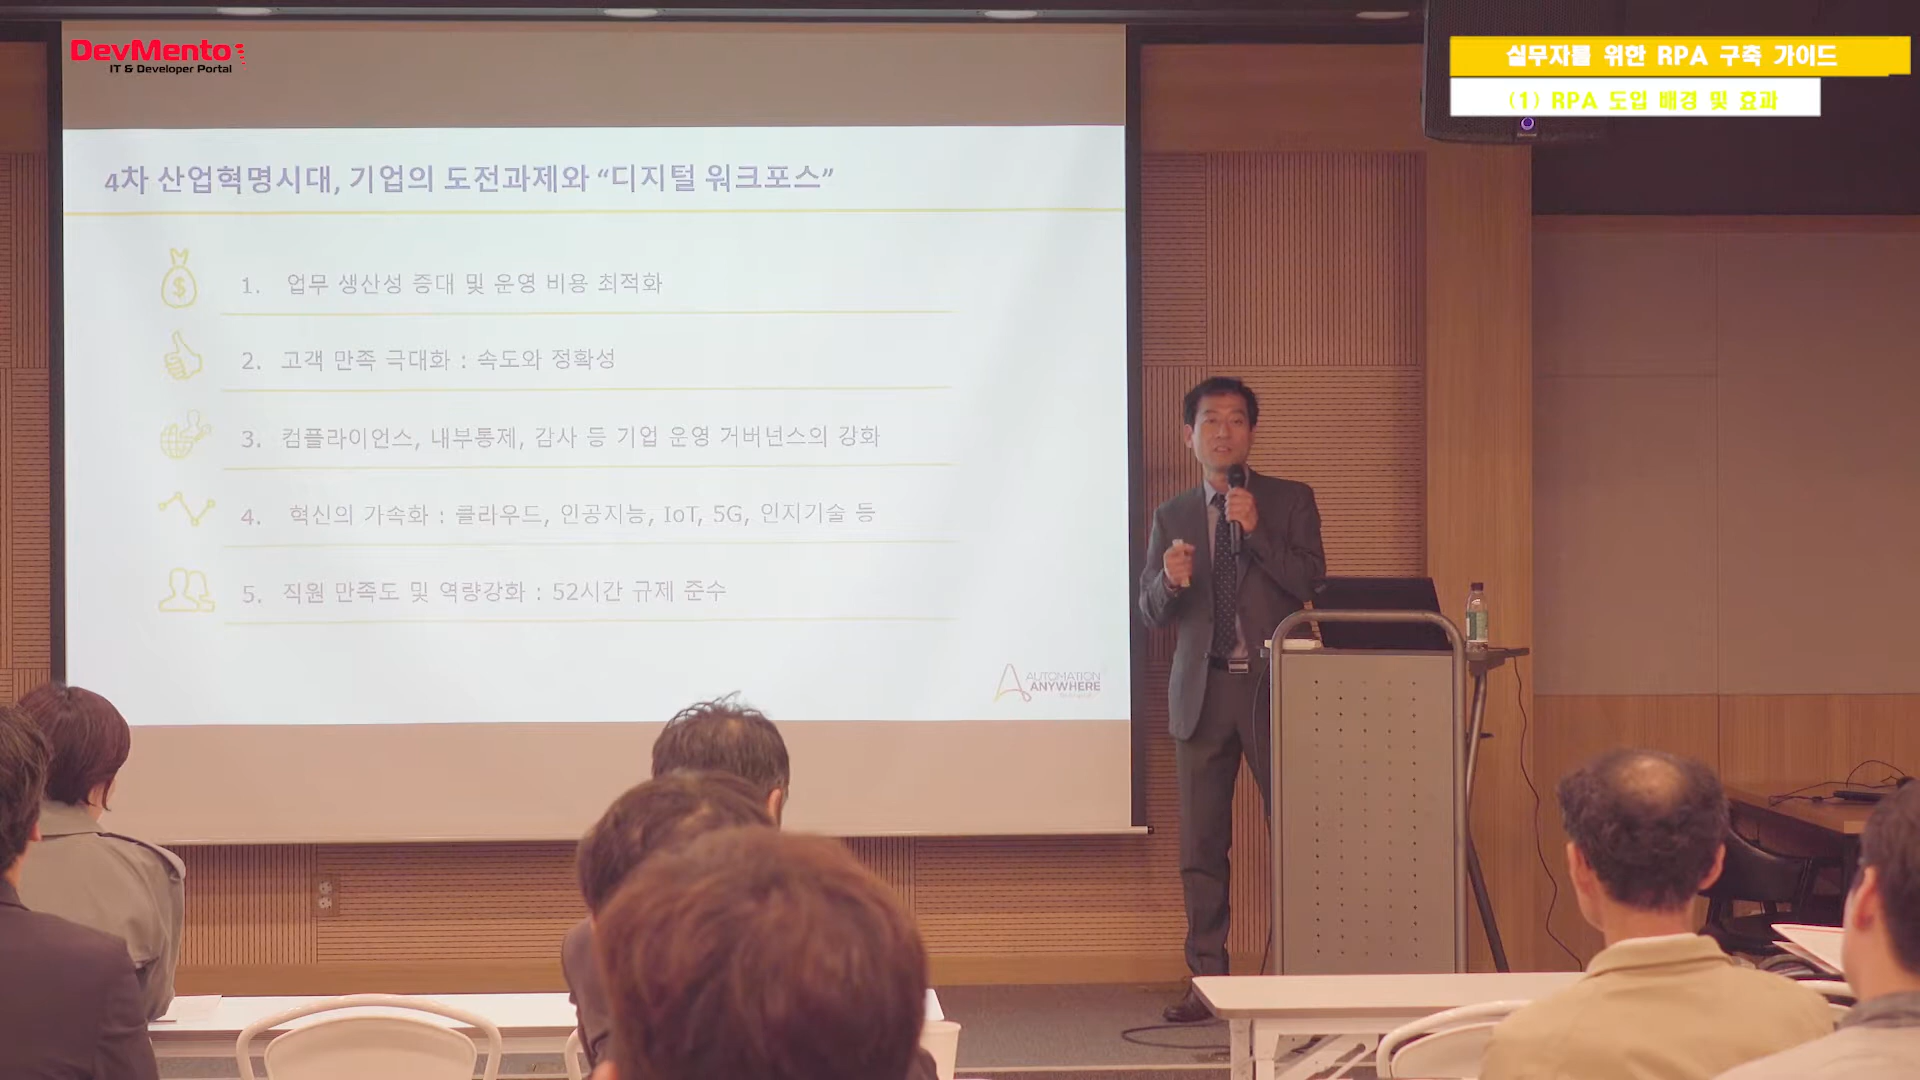 DevMento
IT & Developer Portal
실무자를 위한 RPA 구축 가이드
(1) RPA 도입 배경 및 효과
4차 산업혁명시대, 기업의 도전과제와 “디지털 워크포스”
1. 업무 생산성 증대 및 운영 비용 최적화
2. 고객 만족 극대화 : 속도와 정확성
3. 컴플라이언스, 내부통제, 감사 등 기업 운영 거버넌스의 강화
4. 혁신의 가속화 : 클라우드, 인공지능, IoT, 5G, 인지기술 등
5. 직원 만족도 및 역량강화 : 52시간 규제 준수
AUTOMATION
ANYWHERE